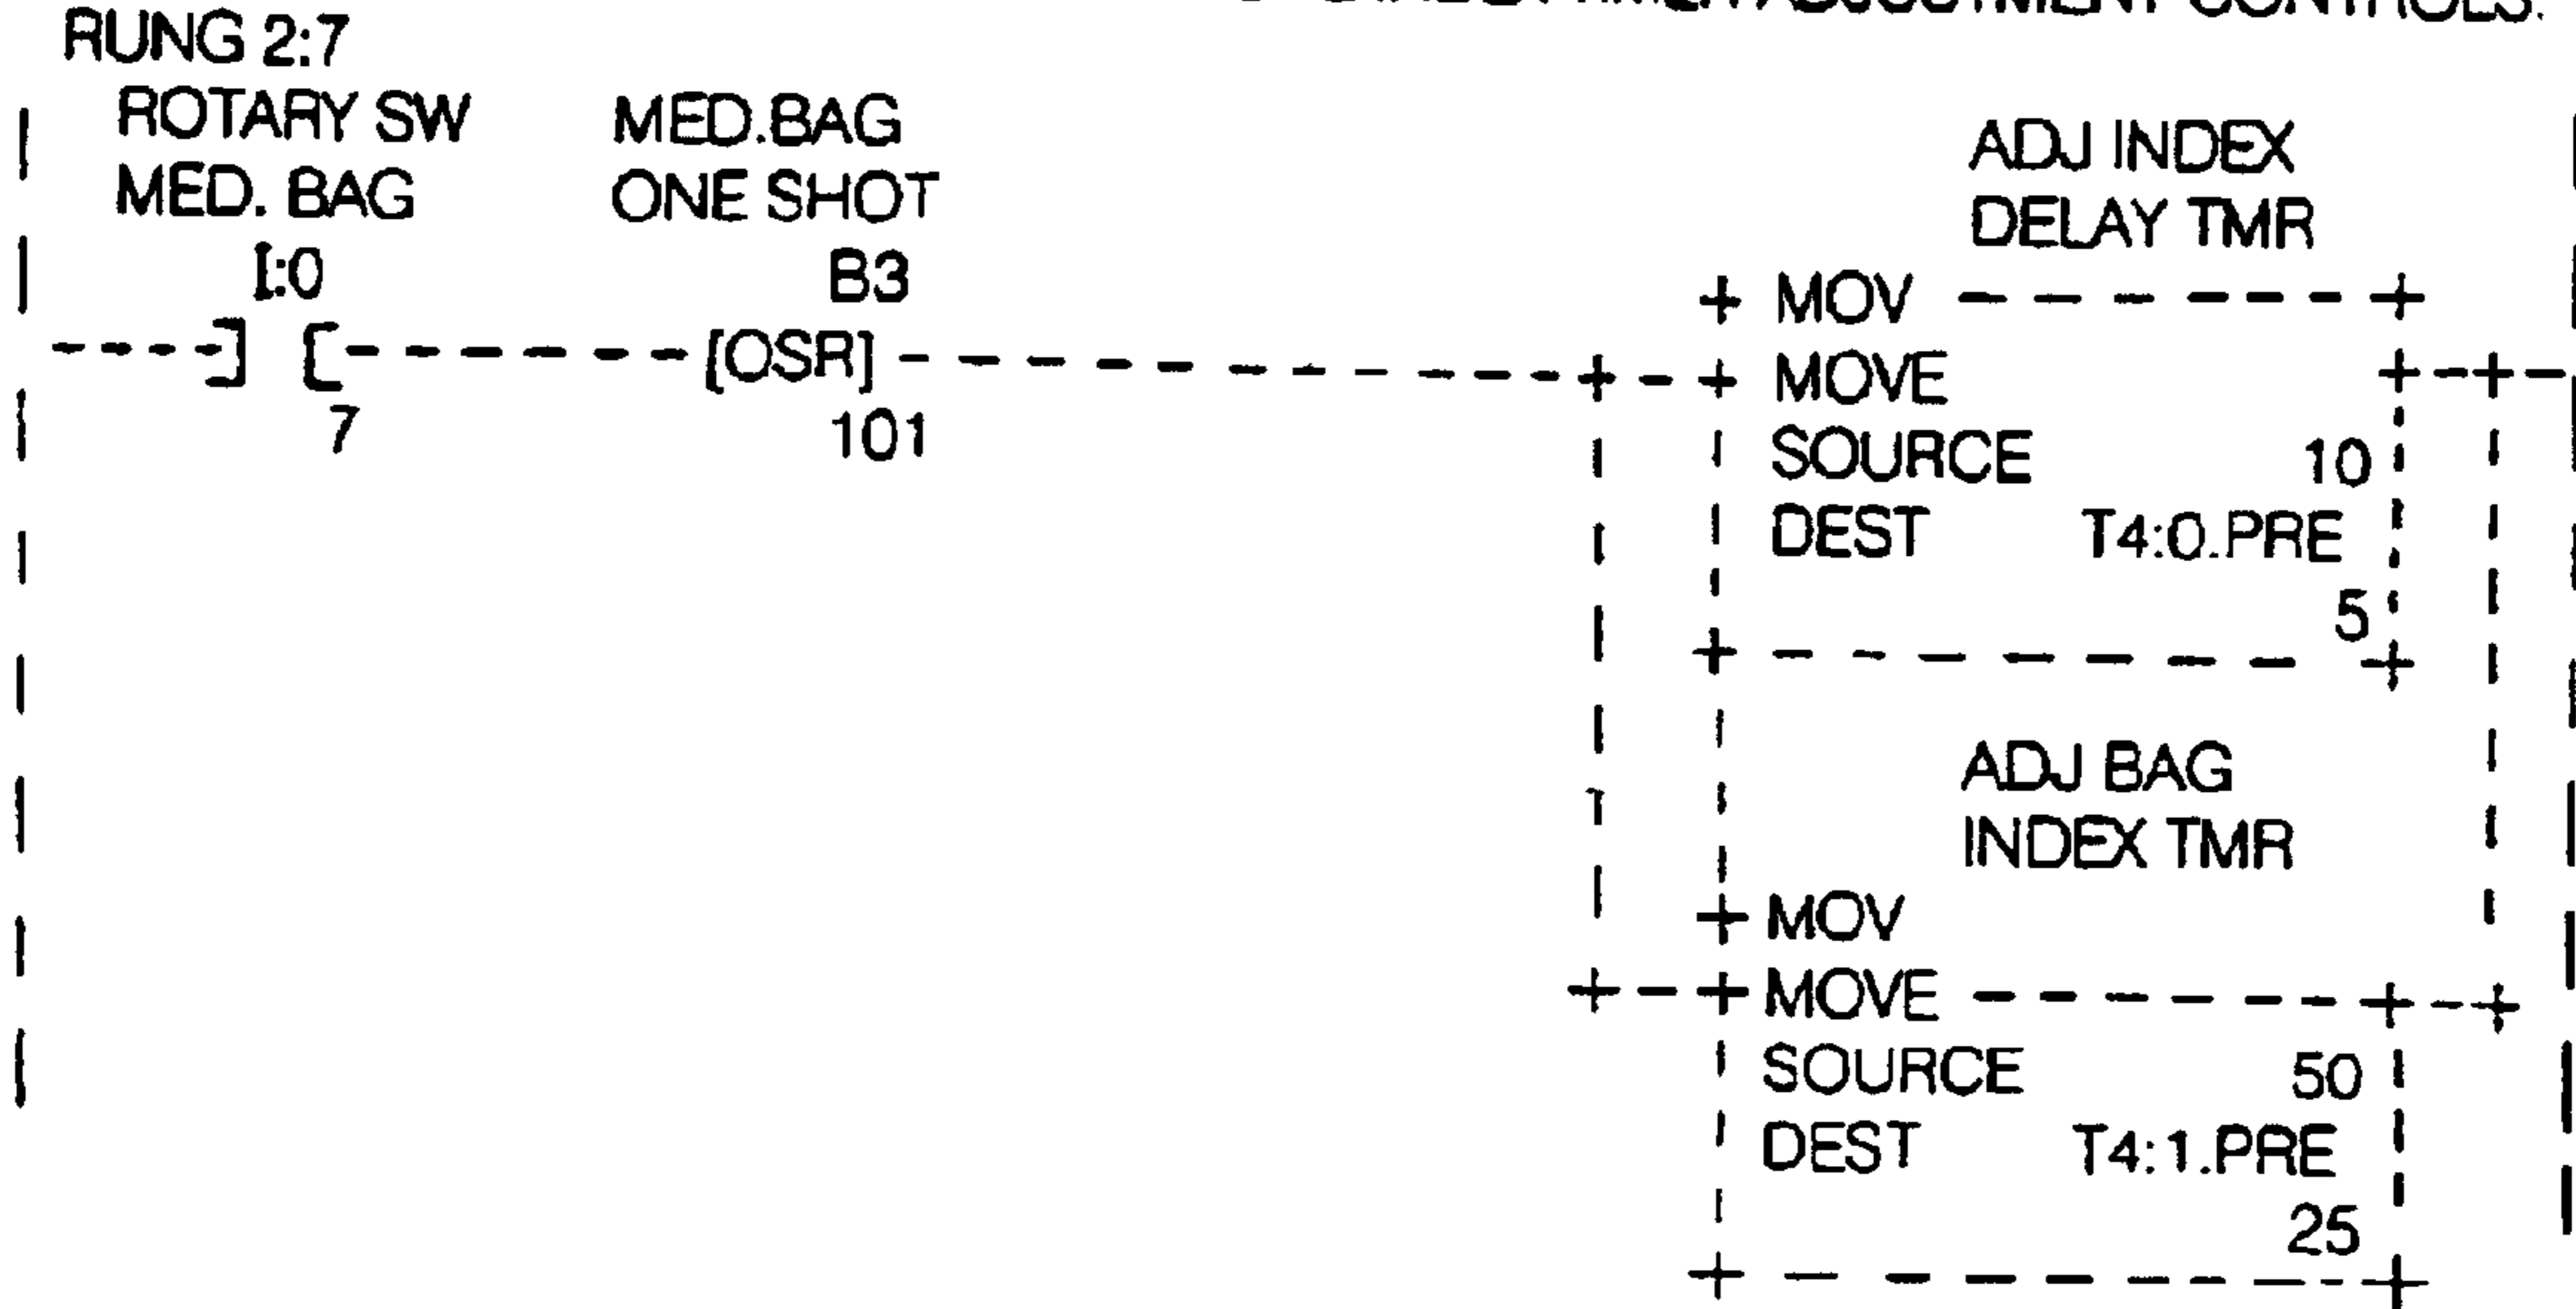 ADJUSTMENT CONTROLS.
RUNG 2:7
ROTARY SW
MED. BAG
I:0
7
MED.BAG
ONE SHOT
B3
[OSR]
101
ADJ INDEX
DELAY TMR
MOV
MOVE
SOURCE 10
DEST T4:0.PRE
5
ADJ BAG
INDEX TMR
MOV
MOVE
SOURCE 50
DEST T4:1.PRE
25